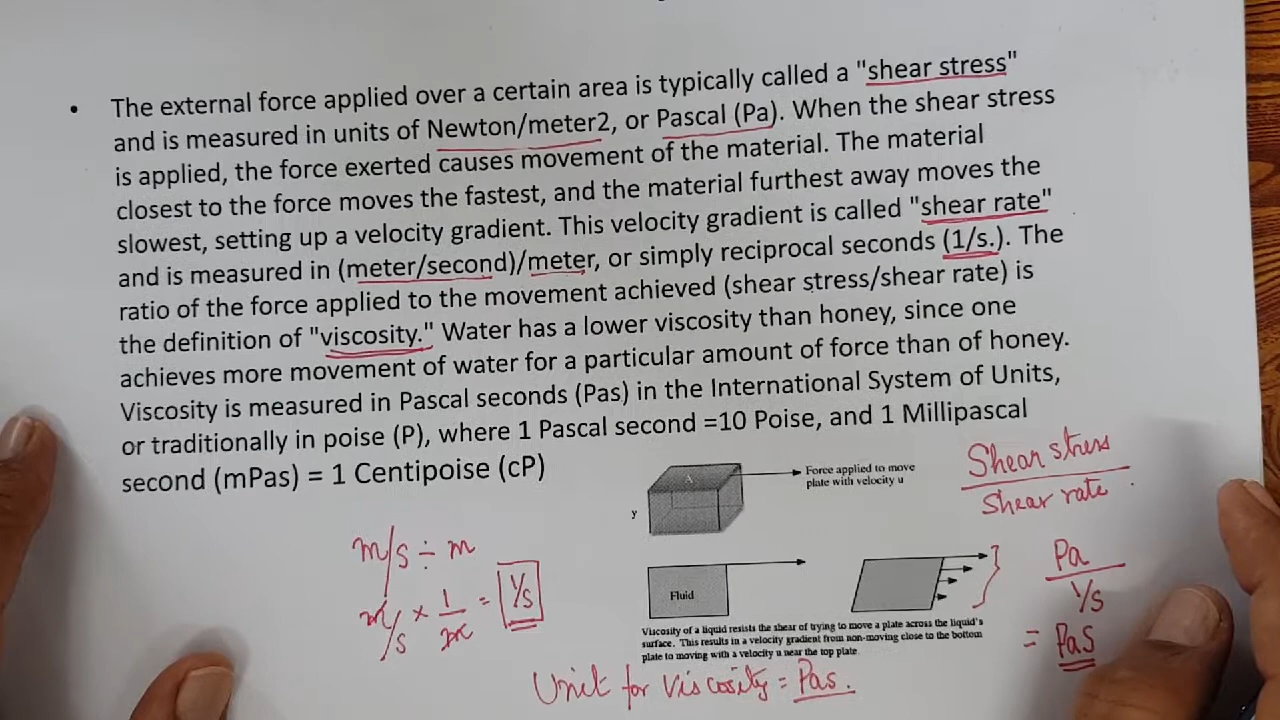 • The external force applied over a certain area is typically called a "shear stress"
and is measured in units of Newton/meter2, or Pascal (Pa). When the shear stress
is applied, the force exerted causes movement of the material. The material
closest to the force moves the fastest, and the material furthest away moves the
slowest, setting up a velocity gradient. This velocity gradient is called "shear rate"
and is measured in (meter/second)/meter, or simply reciprocal seconds (1/s.). The
ratio of the force applied to the movement achieved (shear stress/shear rate) is
the definition of "viscosity." Water has a lower viscosity than honey, since one
achieves more movement of water for a particular amount of force than of honey.
Viscosity is measured in Pascal seconds (Pas) in the International System of Units,
or traditionally in poise (P), where 1 Pascal second =10 Poise, and 1 Millipascal
second (mPas) = 1 Centipoise (cP)
A
Force applied to move
plate with velocity u
y
Shear stress
Shear rate
m/s ÷ m
m/s × 1/m = 1/s
Fluid
Pa
1/s
= Pas
Viscosity of a liquid resists the shear of trying to move a plate across the liquid's
surface. This results in a velocity gradient from non-moving close to the bottom
plate to moving with a velocity u near the top plate.
Unit for Viscosity = Pas.